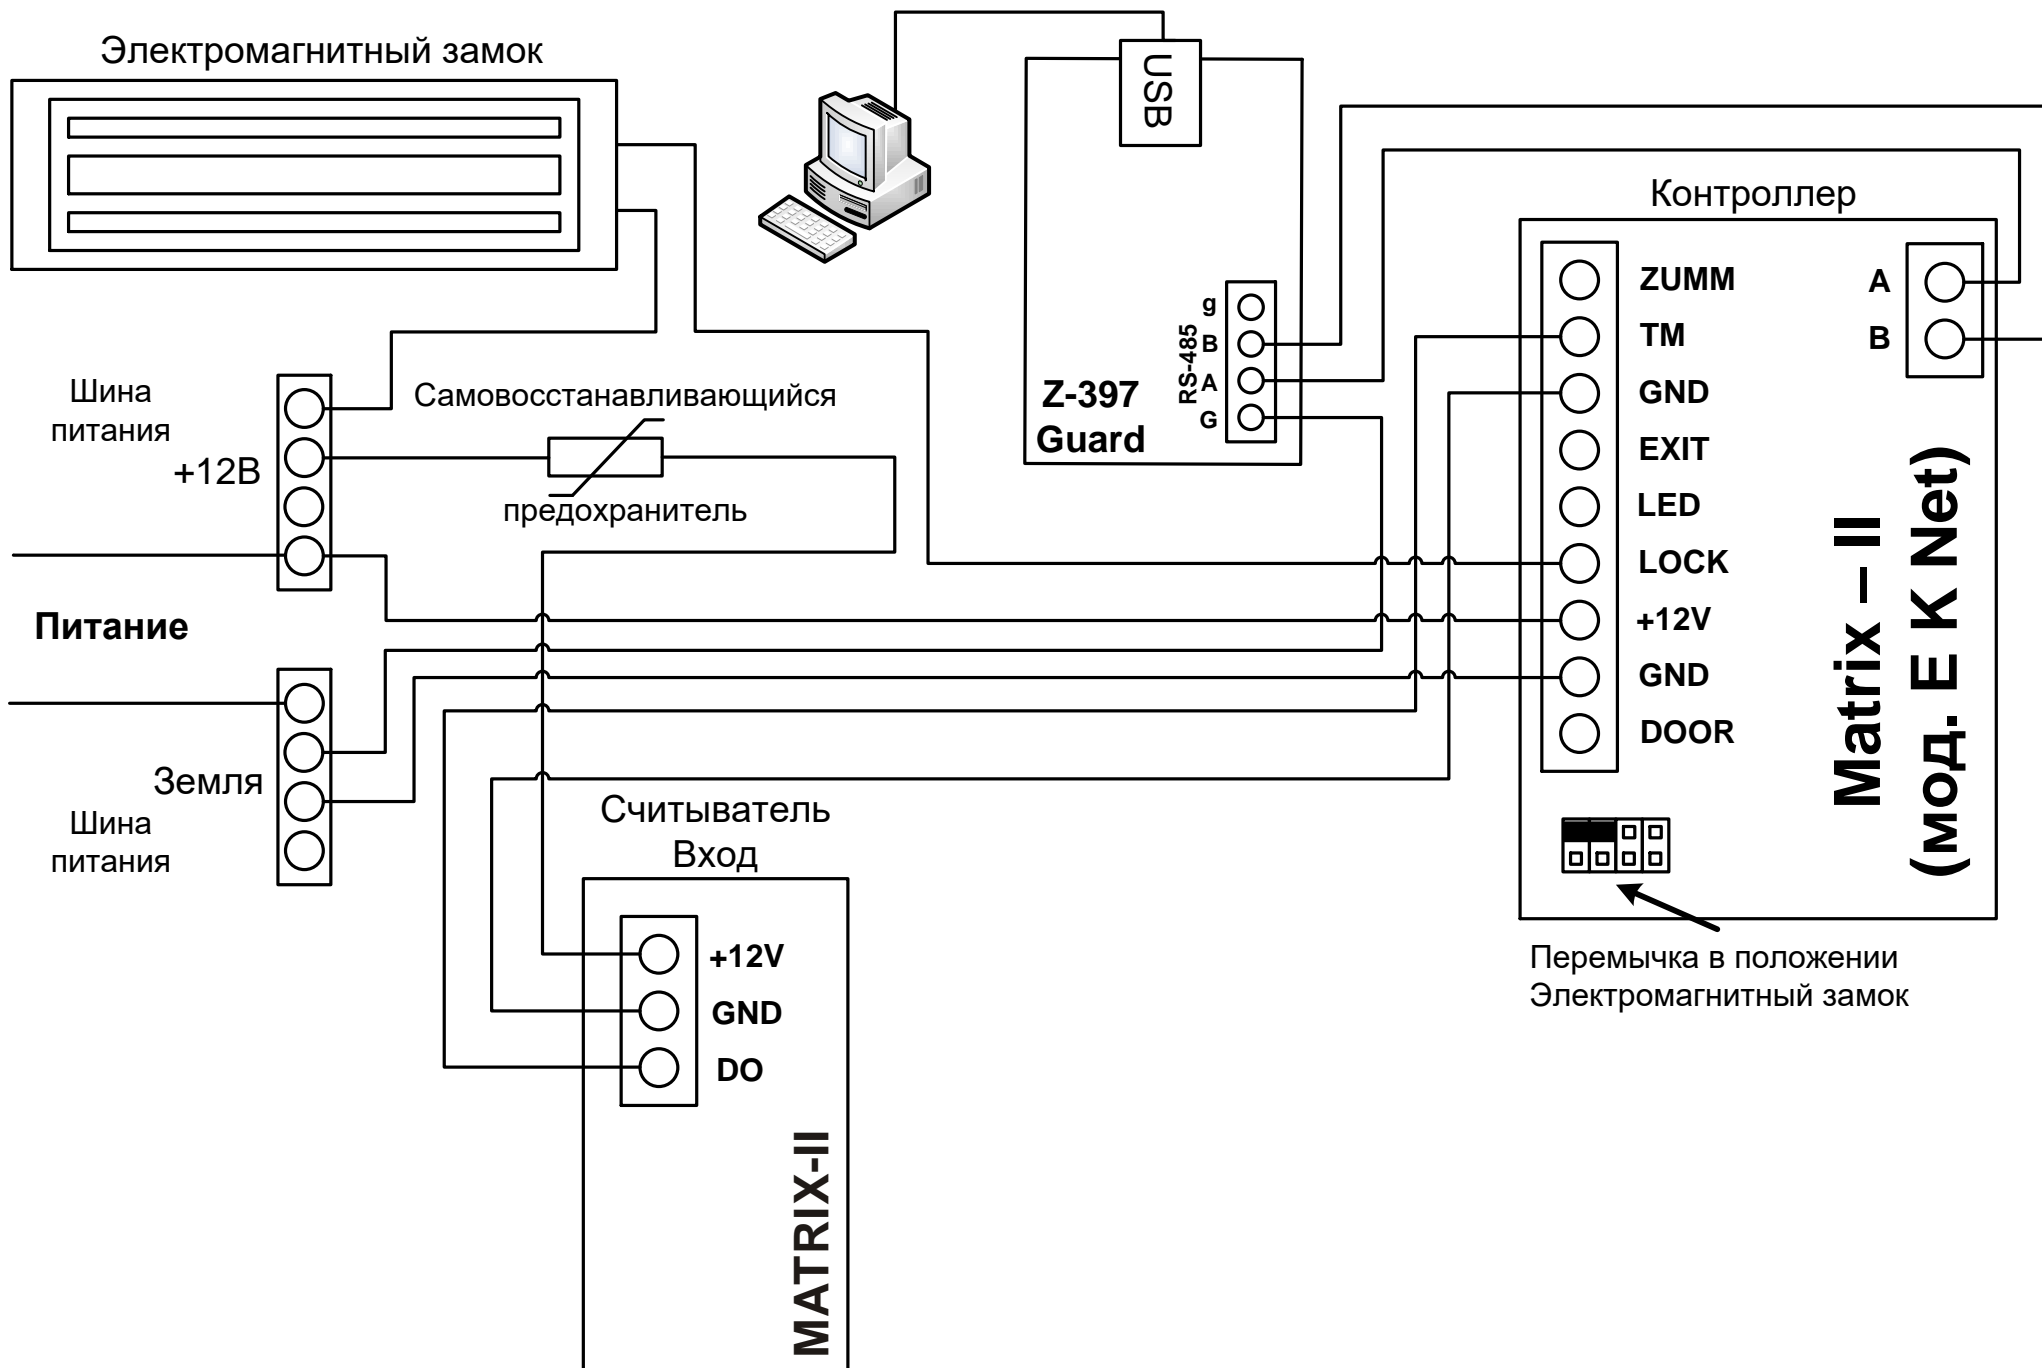 Электромагнитный замок
USB
g
B
A
G
RS-485
Z-397
Guard
Контроллер
ZUMM
TM
GND
EXIT
LED
LOCK
+12V
GND
DOOR
A
B
Matrix – II
(мод. E K Net)
Перемычка в положении
Электромагнитный замок
Шина
питания
+12В
Самовосстанавливающийся
предохранитель
Питание
Земля
Шина
питания
Считыватель
Вход
+12V
GND
DO
MATRIX-II